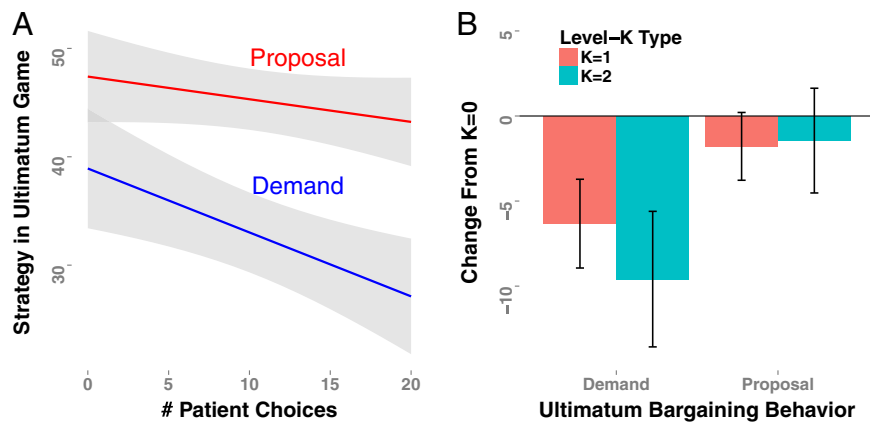 A
Strategy in Ultimatum Game
50
40
30
Proposal
Demand
0
5
10
15
20
# Patient Choices
B
Change From K=0
5
0
−5
−10
Level−K Type
K=1
K=2
Demand
Proposal
Ultimatum Bargaining Behavior